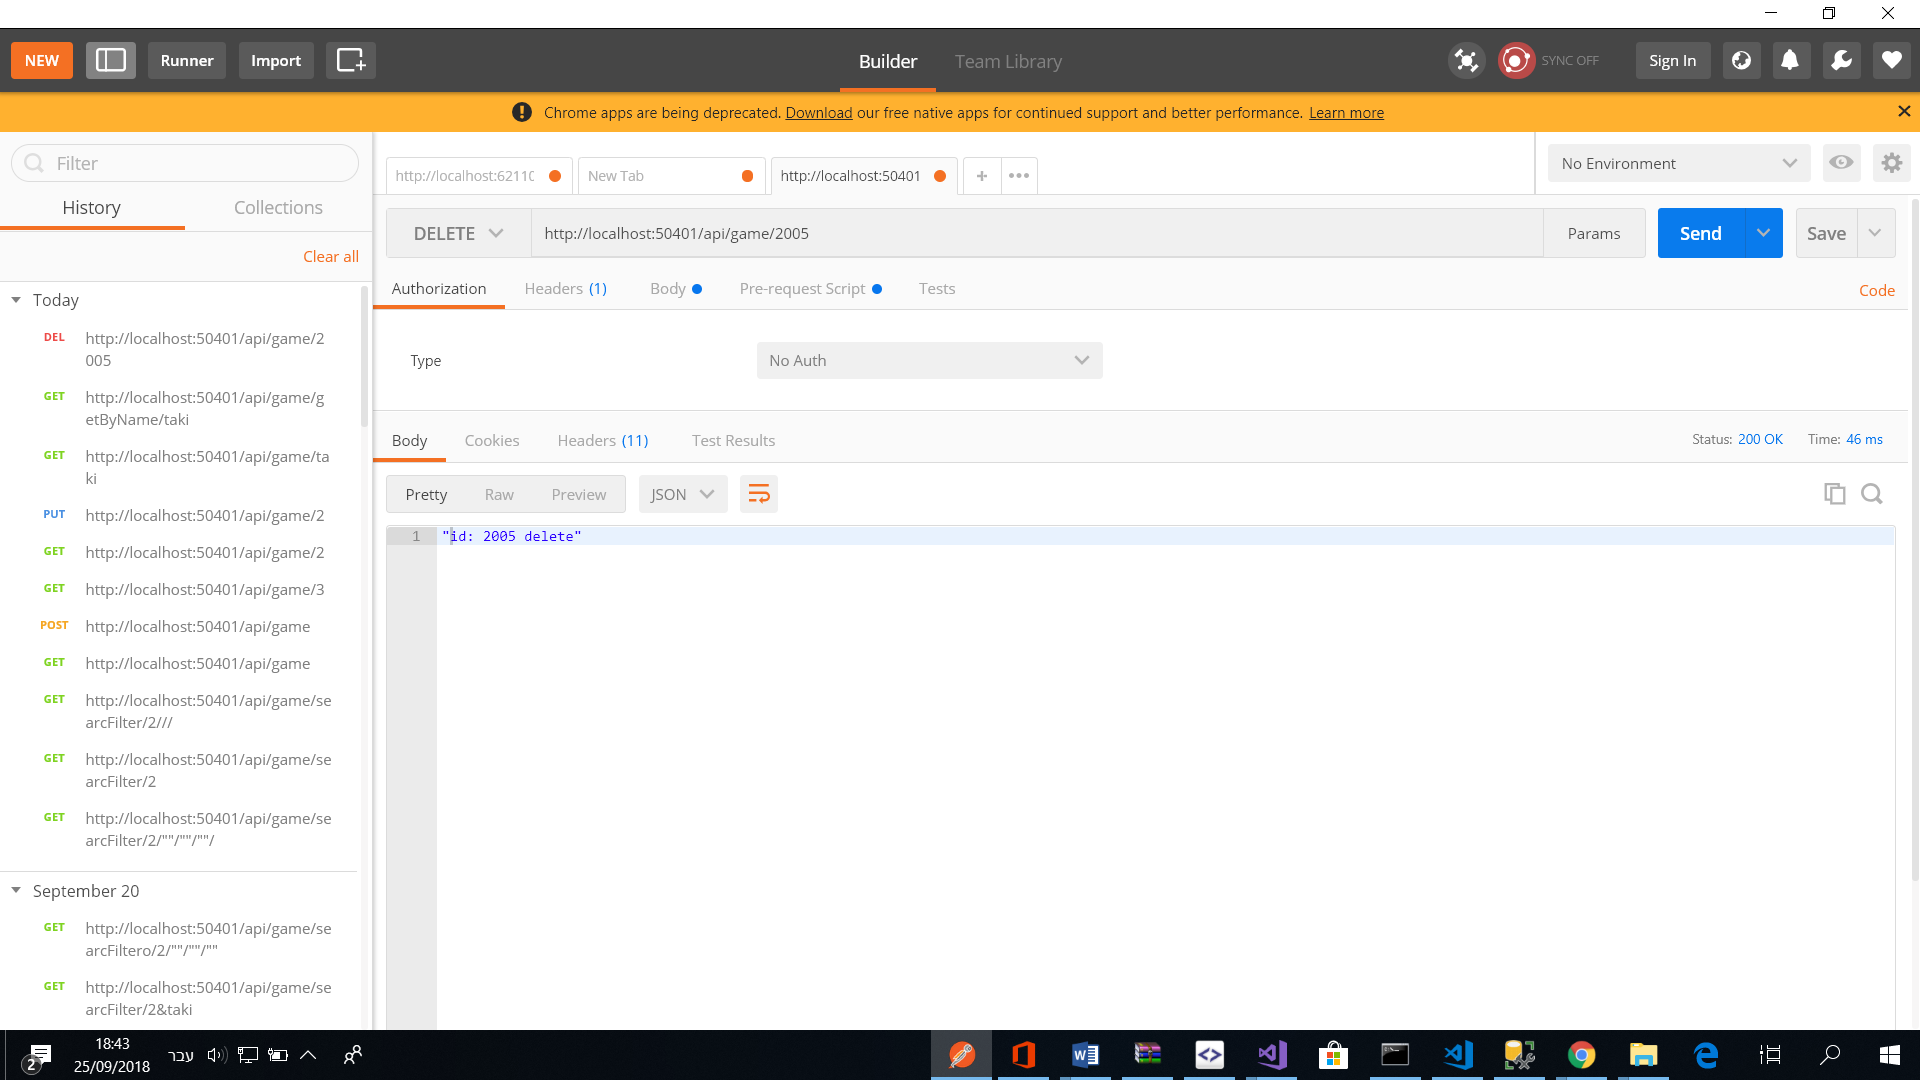 NEW
Runner
Import
Builder
Team Library
SYNC OFF
Sign In
Chrome apps are being deprecated. Download our free native apps for continued support and better performance. Learn more
Filter
History
Collections
Clear all
Today
DEL http://localhost:50401/api/game/2
005
GET http://localhost:50401/api/game/g
etByName/taki
GET http://localhost:50401/api/game/ta
ki
PUT http://localhost:50401/api/game/2
GET http://localhost:50401/api/game/2
GET http://localhost:50401/api/game/3
POST http://localhost:50401/api/game
GET http://localhost:50401/api/game
GET http://localhost:50401/api/game/se
arcFilter/2///
GET http://localhost:50401/api/game/se
arcFilter/2
GET http://localhost:50401/api/game/se
arcFilter/2/""/""/""/
September 20
GET http://localhost:50401/api/game/se
arcFiltero/2/""/""/""
GET http://localhost:50401/api/game/se
arcFilter/2&taki
http://localhost:6211
New Tab
http://localhost:50401
+
•••
No Environment
DELETE
http://localhost:50401/api/game/2005
Params
Send
Save
Authorization
Headers (1)
Body
Pre-request Script
Tests
Code
Type
No Auth
Body
Cookies
Headers (11)
Test Results
Status: 200 OK
Time: 46 ms
Pretty
Raw
Preview
JSON
1 "id: 2005 delete"
2
18:43
25/09/2018
עבר